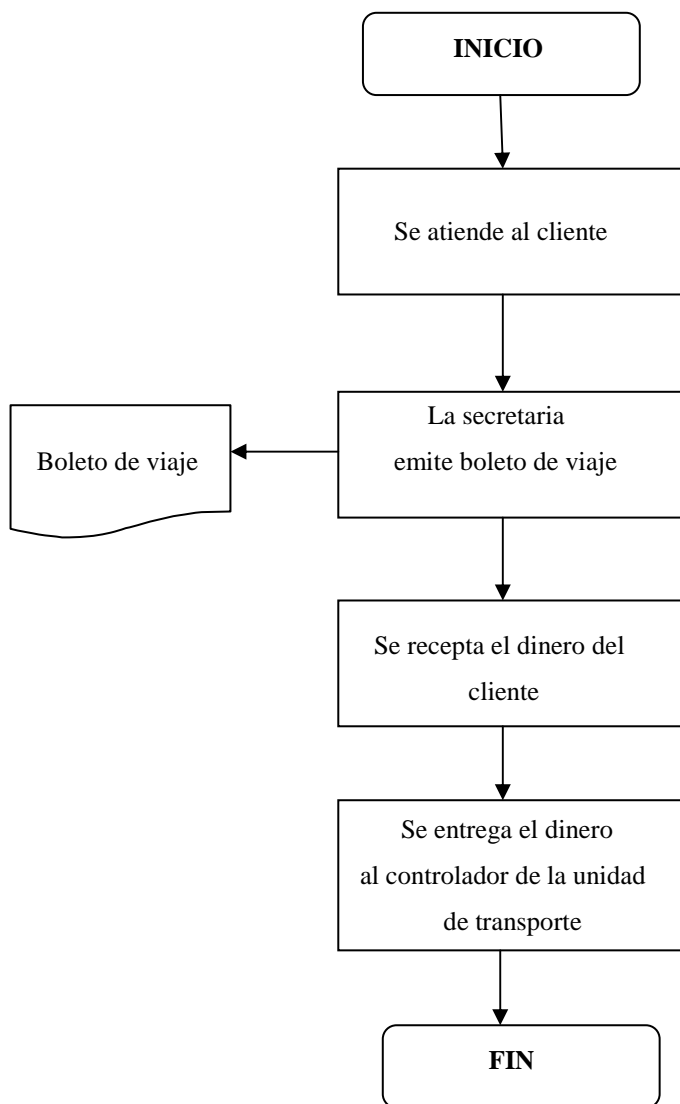 INICIO
Se atiende al cliente
La secretaria
emite boleto de viaje
Boleto de viaje
Se recepta el dinero del
cliente
Se entrega el dinero
al controlador de la unidad
de transporte
FIN